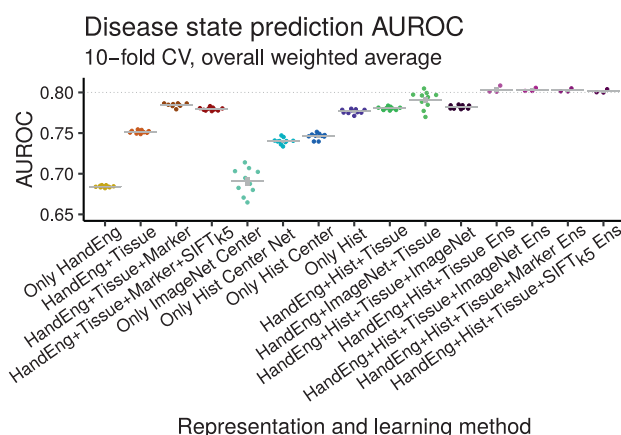 Disease state prediction AUROC
10−fold CV, overall weighted average
AUROC
0.80
0.75
0.70
0.65
Only HandEng
HandEng+Tissue
HandEng+Tissue+Marker
HandEng+Tissue+Marker+SIFTk5
Only ImageNet Center
Only Hist Center Net
Only Hist Center
Only Hist
HandEng+Hist+Tissue
HandEng+ImageNet+Tissue
HandEng+Hist+Tissue+ImageNet
HandEng+Hist+Tissue Ens
HandEng+Hist+Tissue+ImageNet Ens
HandEng+Hist+Tissue+Marker Ens
HandEng+Hist+Tissue+SIFTk5 Ens
Representation and learning method